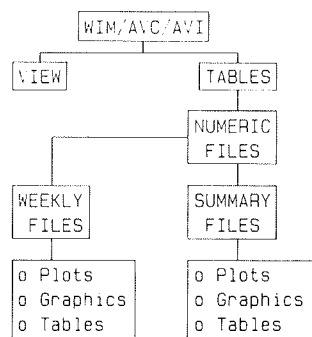 WIM/AVC/AVI
VIEW
TABLES
NUMERIC
FILES
WEEKLY
FILES
SUMMARY
FILES
o Plots
o Graphics
o Tables
o Plots
o Graphics
o Tables